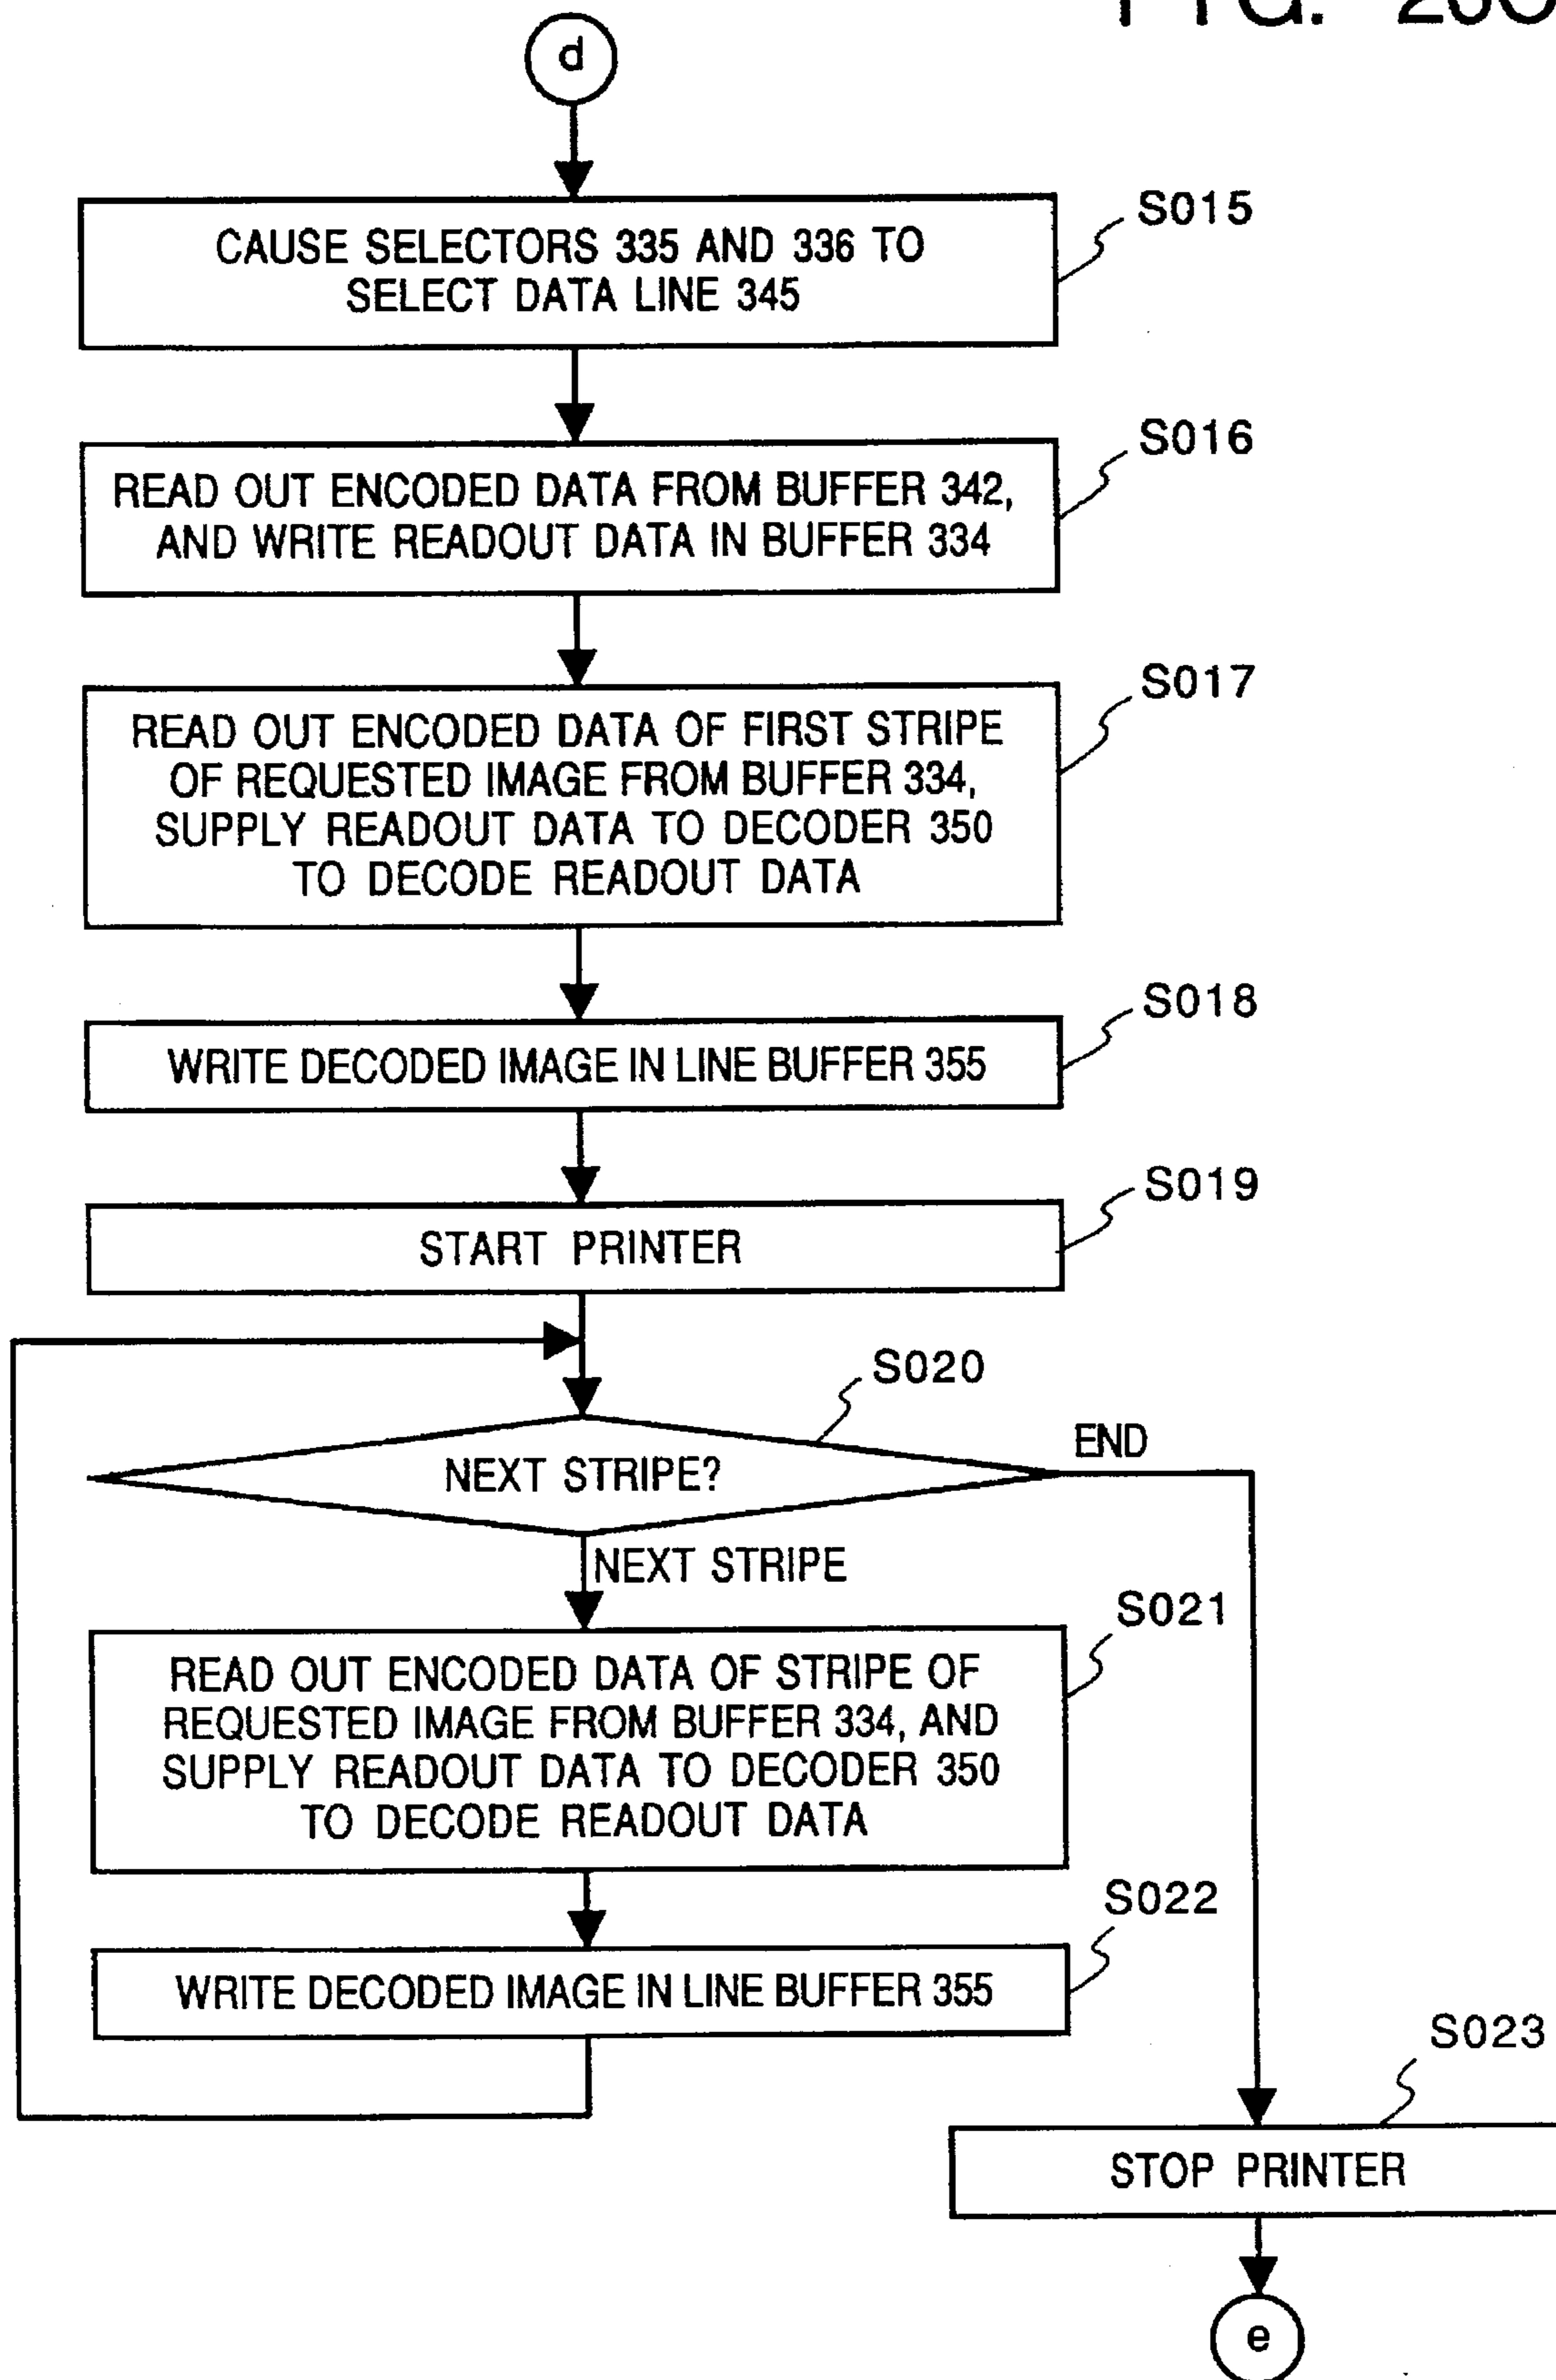 d
CAUSE SELECTORS 335 AND 336 TO
SELECT DATA LINE 345
S015
READ OUT ENCODED DATA FROM BUFFER 342,
AND WRITE READOUT DATA IN BUFFER 334
S016
READ OUT ENCODED DATA OF FIRST STRIPE
OF REQUESTED IMAGE FROM BUFFER 334,
SUPPLY READOUT DATA TO DECODER 350
TO DECODE READOUT DATA
S017
WRITE DECODED IMAGE IN LINE BUFFER 355
S018
START PRINTER
S019
NEXT STRIPE?
S020
END
NEXT STRIPE
READ OUT ENCODED DATA OF STRIPE OF
REQUESTED IMAGE FROM BUFFER 334, AND
SUPPLY READOUT DATA TO DECODER 350
TO DECODE READOUT DATA
S021
WRITE DECODED IMAGE IN LINE BUFFER 355
S022
STOP PRINTER
S023
e